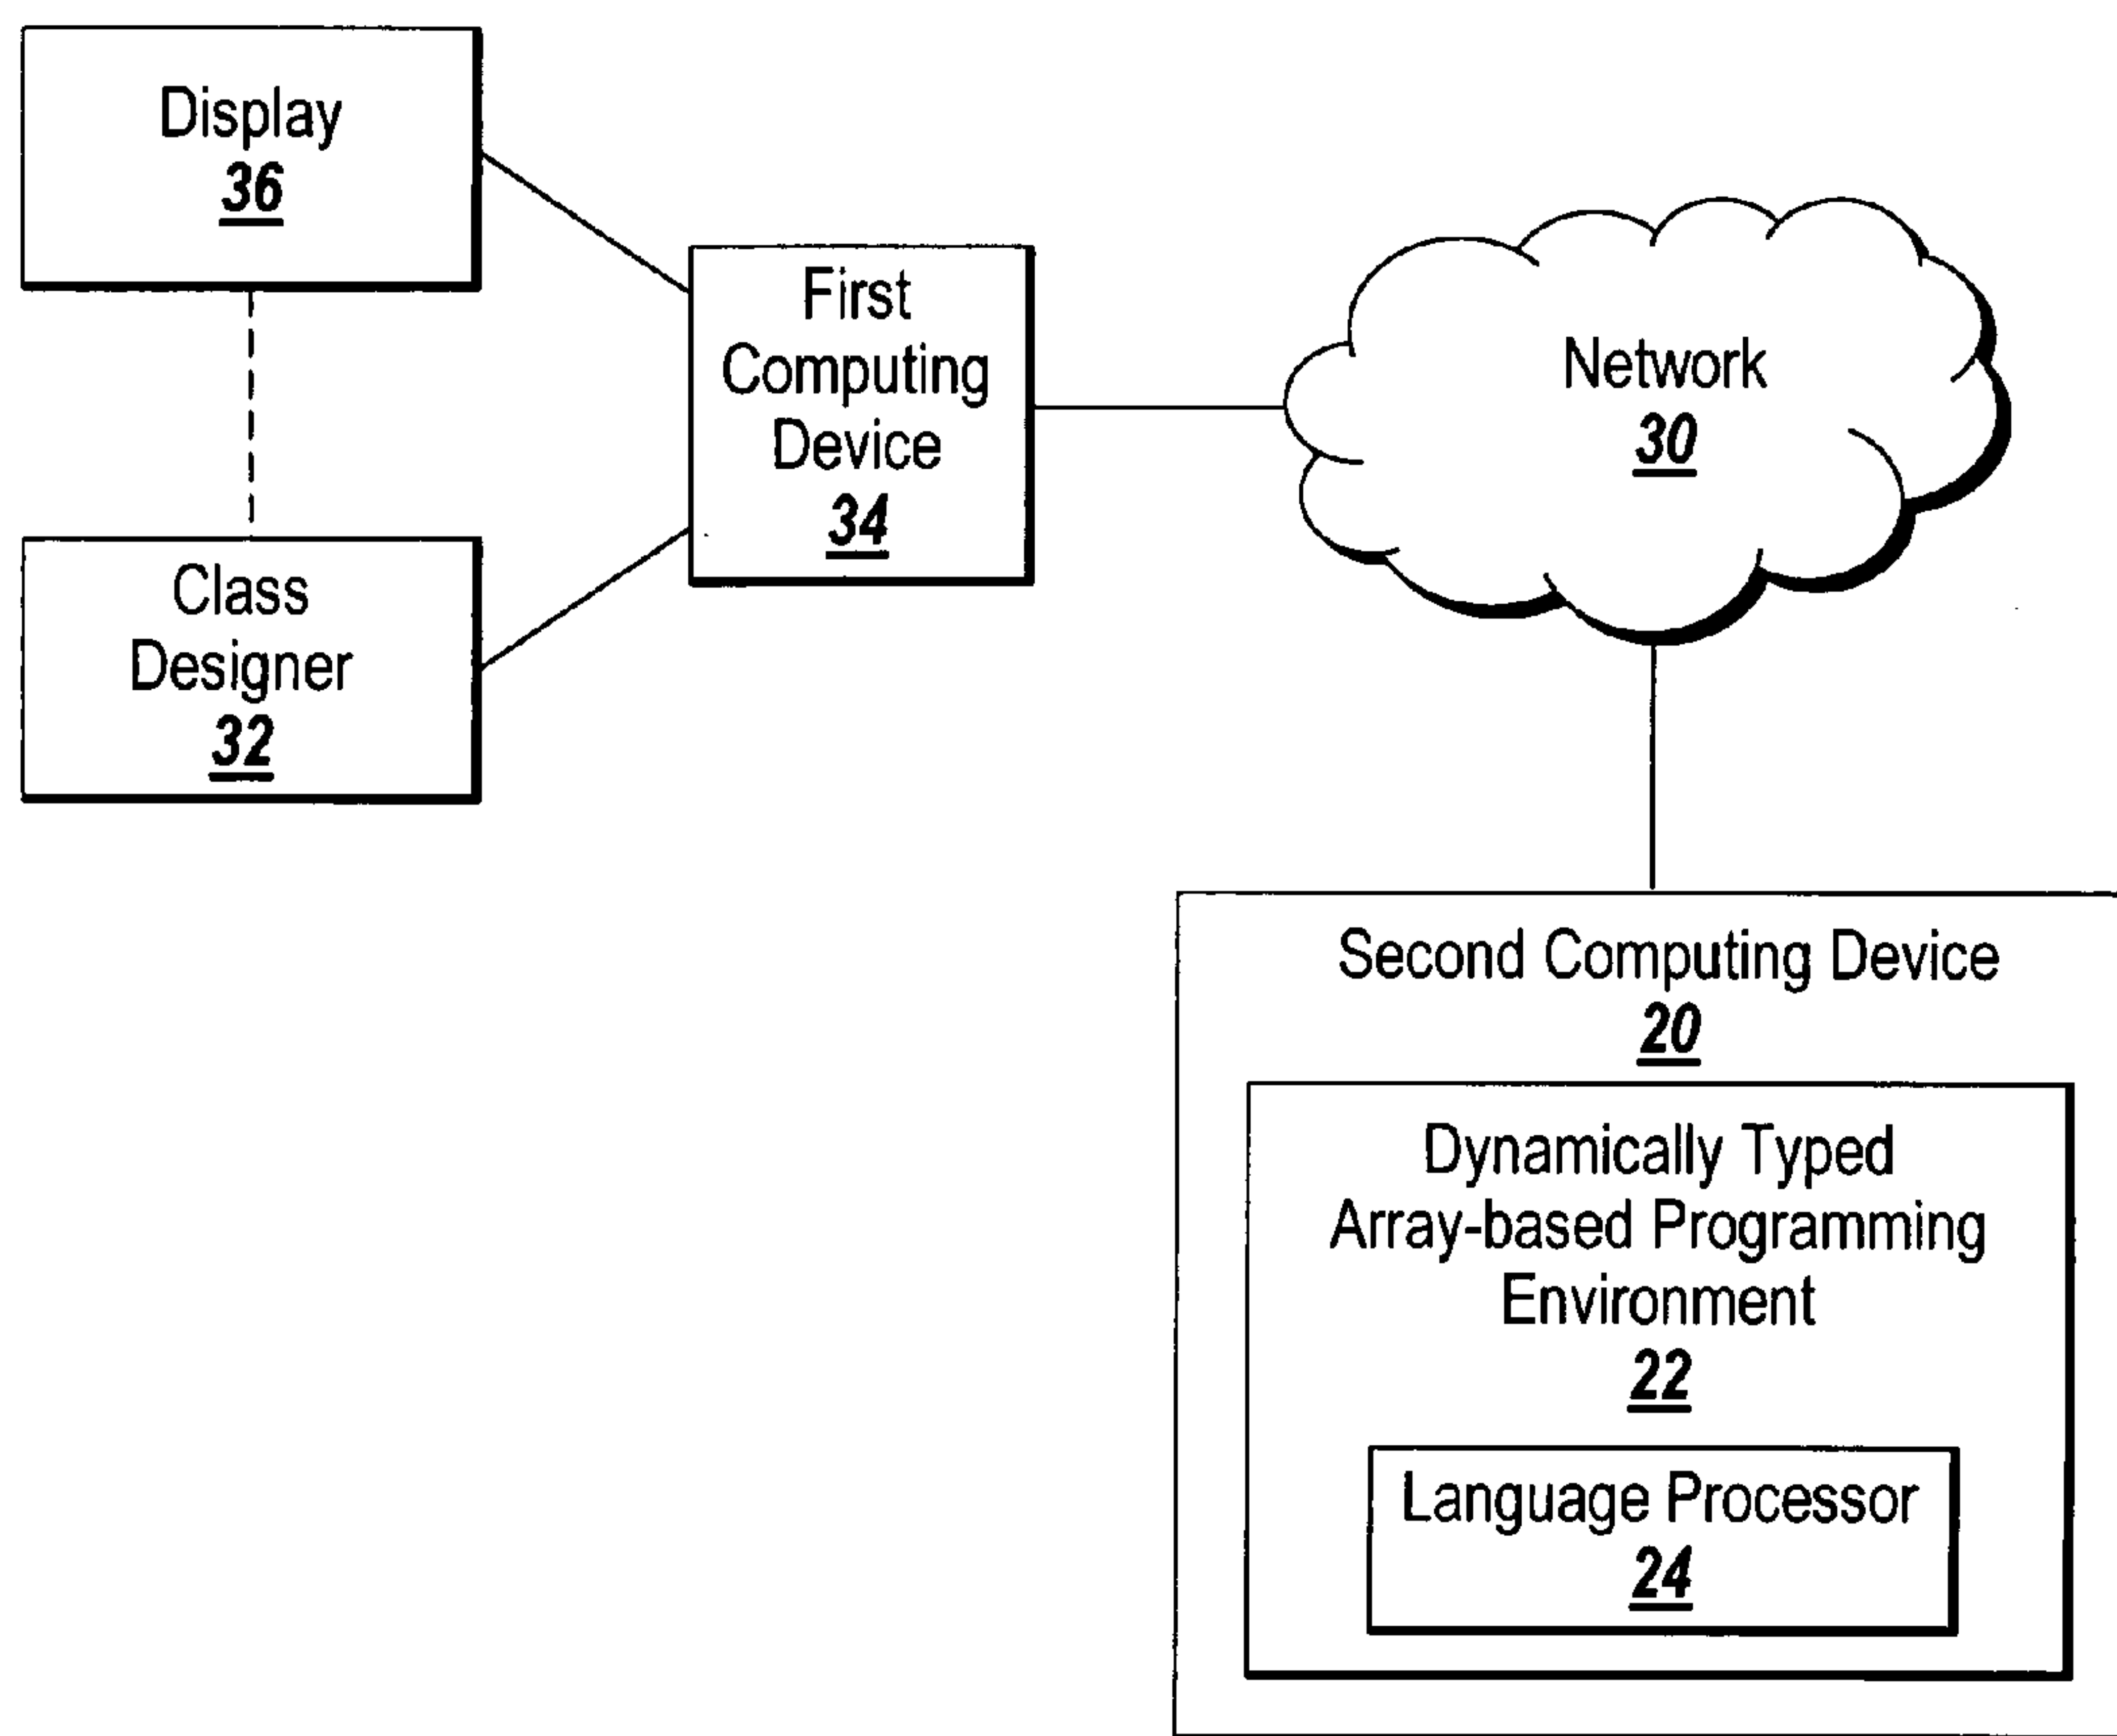 Display
36
First
Computing
Device
34
Network
30
Class
Designer
32
Second Computing Device
20
Dynamically Typed
Array-based Programming
Environment
22
Language Processor
24